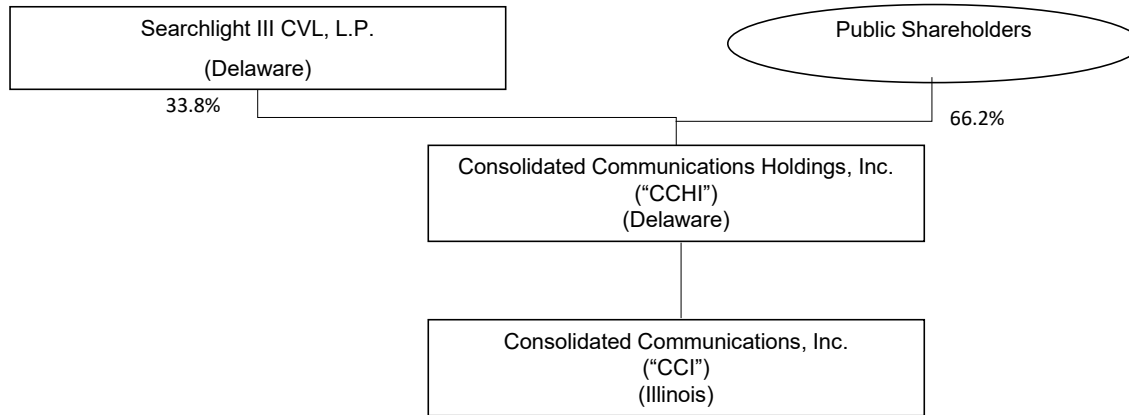 Searchlight III CVL, L.P.
(Delaware)
Public Shareholders
33.8%
66.2%
Consolidated Communications Holdings, Inc.
(“CCHI”)
(Delaware)
Consolidated Communications, Inc.
(“CCI”)
(Illinois)